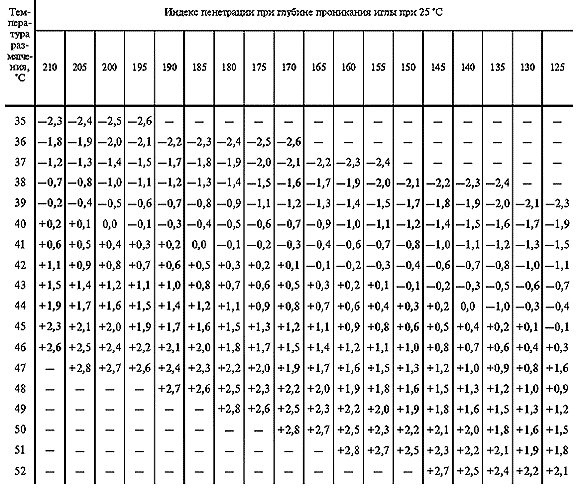 Тем-
пера-
тура
раз-
мягче-
ния,
°С
Индекс пенетрации при глубине проникания иглы при 25 °С
210 205 200 195 190 185 180 175 170 165 160 155 150 145 140 135 130 125
35 —2,3 —2,4 —2,5 —2,6 — — — — — — — — — — — — — —
36 —1,8 —1,9 —2,0 —2,1 —2,2 —2,3 —2,4 —2,5 —2,6 — — — — — — — — —
37 —1,2 —1,3 —1,4 —1,5 —1,7 —1,8 —1,9 —2,0 —2,1 —2,2 —2,3 —2,4 — — — — — —
38 —0,7 —0,8 —1,0 —1,1 —1,2 —1,3 —1,4 —1,5 —1,6 —1,7 —1,9 —2,0 —2,1 —2,2 —2,3 —2,4 — —
39 —0,2 —0,4 —0,5 —0,6 —0,7 —0,8 —0,9 —1,1 —1,2 —1,3 —1,4 —1,5 —1,7 —1,8 —1,9 —2,0 —2,1 —2,3
40 +0,2 +0,1 0,0 —0,1 —0,3 —0,4 —0,5 —0,6 —0,7 —0,9 —1,0 —1,1 —1,2 —1,4 —1,5 —1,6 —1,7 —1,9
41 +0,6 +0,5 +0,4 +0,3 +0,2 0,0 —0,1 —0,2 —0,3 —0,5 —0,6 —0,7 —0,8 —1,0 —1,1 —1,2 —1,3 —1,5
42 +1,1 +0,9 +0,8 +0,7 +0,6 +0,5 +0,3 +0,2 +0,1 —0,1 —0,2 —0,3 —0,4 —0,6 —0,7 —0,8 —1,0 —1,1
43 +1,5 +1,4 +1,2 +1,1 +1,0 +0,8 +0,7 +0,6 +0,5 +0,3 +0,2 +0,1 —0,1 —0,2 —0,3 —0,5 —0,6 —0,7
44 +1,9 +1,7 +1,6 +1,5 +1,4 +1,2 +1,1 +0,9 +0,8 +0,7 +0,6 +0,4 +0,3 +0,2 0,0 —1,0 —0,3 —0,4
45 +2,3 +2,1 +2,0 +1,9 +1,7 +1,6 +1,5 +1,3 +1,2 +1,1 +0,9 +0,8 +0,6 +0,5 +0,4 +0,2 +0,1 —0,1
46 +2,6 +2,5 +2,4 +2,2 +2,1 +2,0 +1,8 +1,7 +1,5 +1,4 +1,2 +1,1 +1,0 +0,8 +0,7 +0,6 +0,4 +0,3
47 — +2,8 +2,7 +2,6 +2,4 +2,3 +2,2 +2,0 +1,9 +1,7 +1,6 +1,5 +1,3 +1,2 +1,0 +0,9 +0,8 +1,6
48 — — — — +2,7 +2,6 +2,5 +2,3 +2,2 +2,0 +1,9 +1,8 +1,6 +1,5 +1,3 +1,2 +1,0 +0,9
49 — — — — — — +2,8 +2,6 +2,5 +2,3 +2,2 +2,0 +1,9 +1,8 +1,6 +1,5 +1,3 +1,2
50 — — — — — — — — +2,8 +2,7 +2,5 +2,3 +2,2 +2,1 +2,0 +1,8 +1,6 +1,5
51 — — — — — — — — — — +2,8 +2,7 +2,5 +2,3 +2,2 +2,1 +1,9 +1,8
52 — — — — — — — — — — — — — +2,7 +2,5 +2,4 +2,2 +2,1